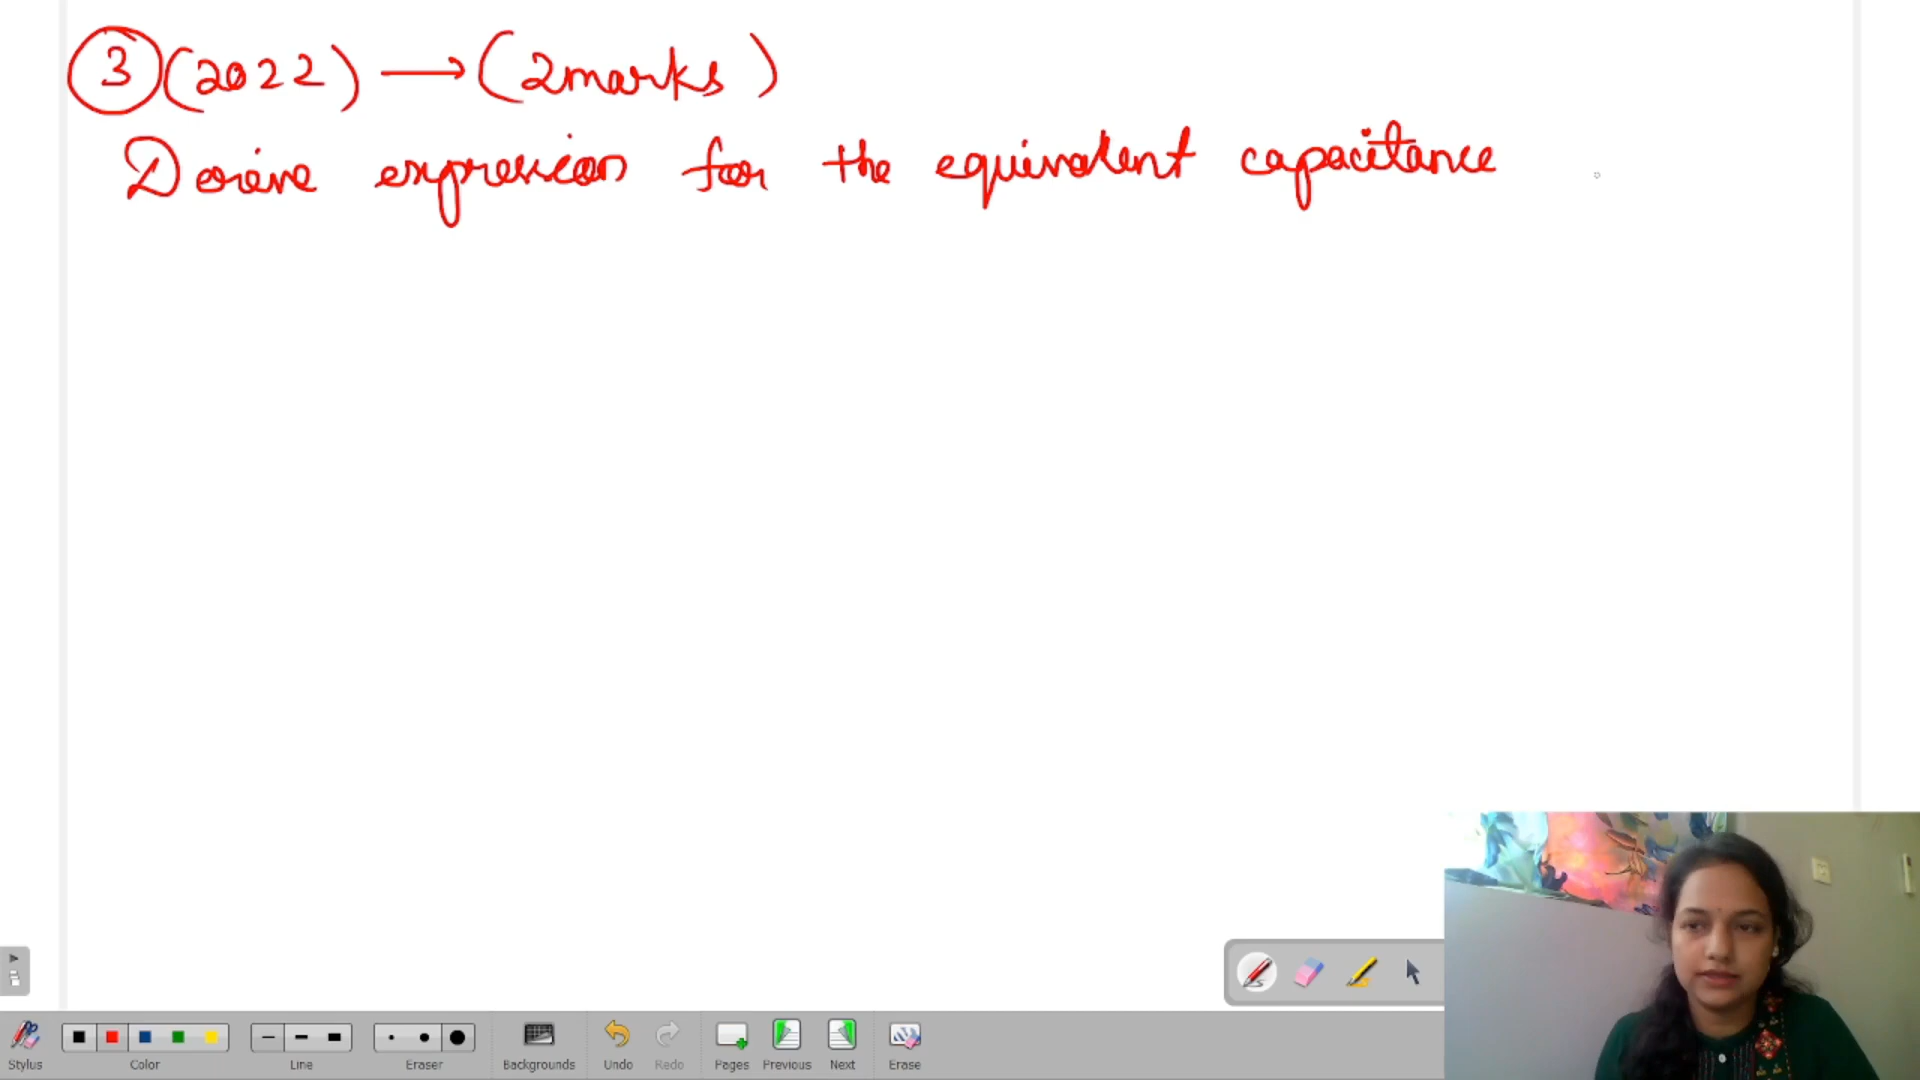 3 (2022) → (2marks)
Derive expression for the equivalent capacitance
Stylus Color Line Eraser Backgrounds Undo Redo Pages Previous Next Erase